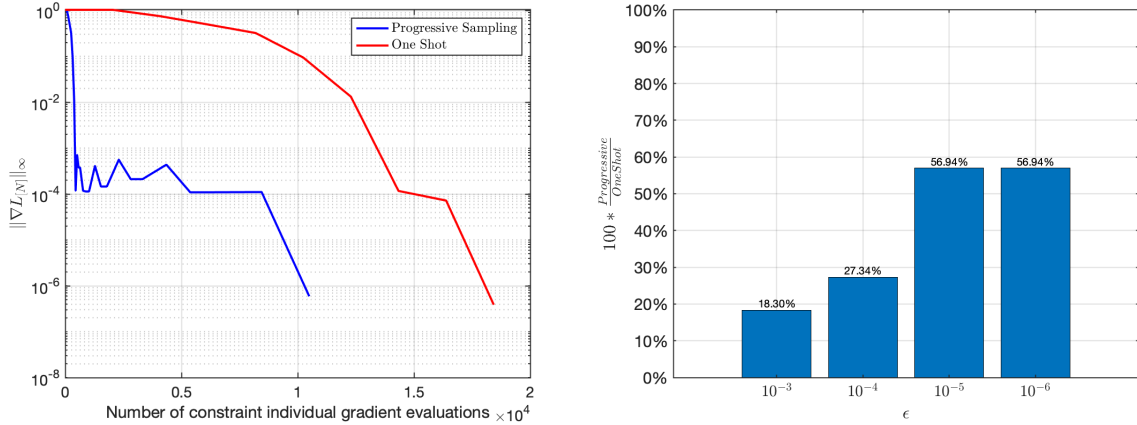 10^0
10^-2
10^-4
10^-6
10^-8
‖∇L_[N]‖_∞
Progressive Sampling
One Shot
0 0.5 1 1.5 2
Number of constraint individual gradient evaluations ×10^4
100%
90%
80%
70%
60%
50%
40%
30%
20%
10%
0%
100 * Progressive/OneShot
18.30%
27.34%
56.94%
56.94%
10^-3 10^-4 10^-5 10^-6
ϵ